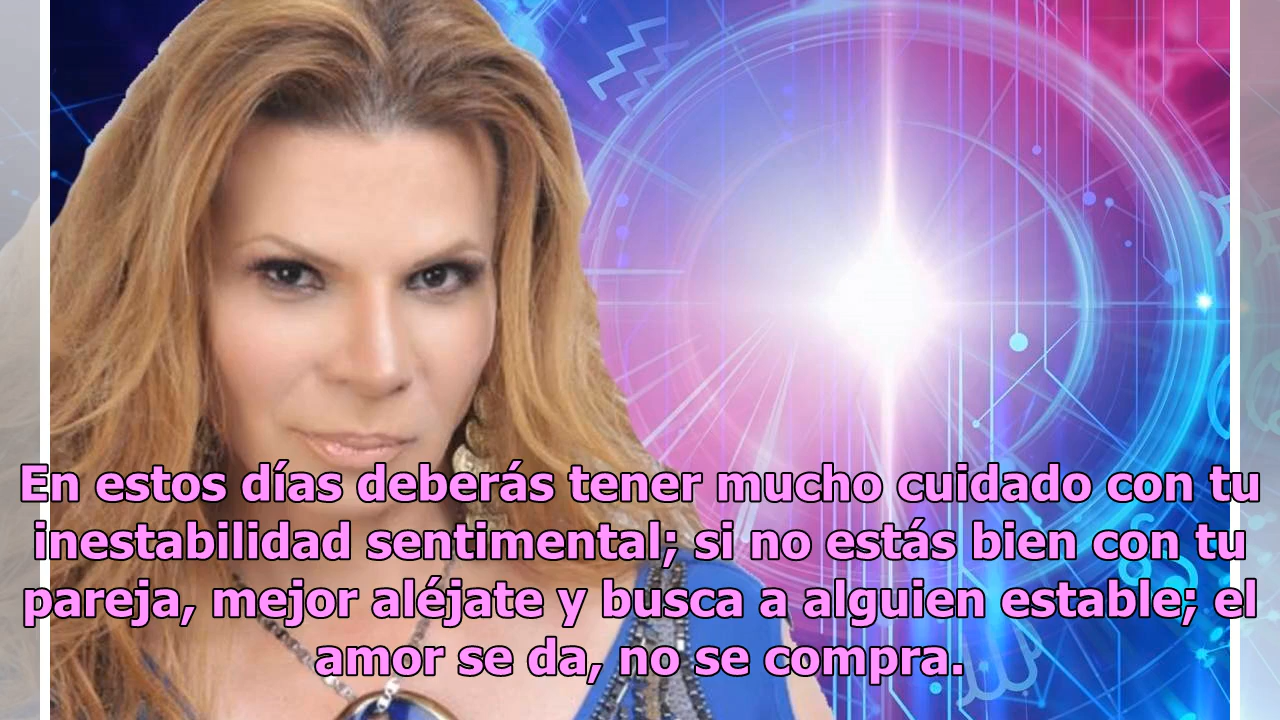 En estos días deberás tener mucho cuidado con tu
inestabilidad sentimental; si no estás bien con tu
pareja, mejor aléjate y busca a alguien estable; el
amor se da, no se compra.